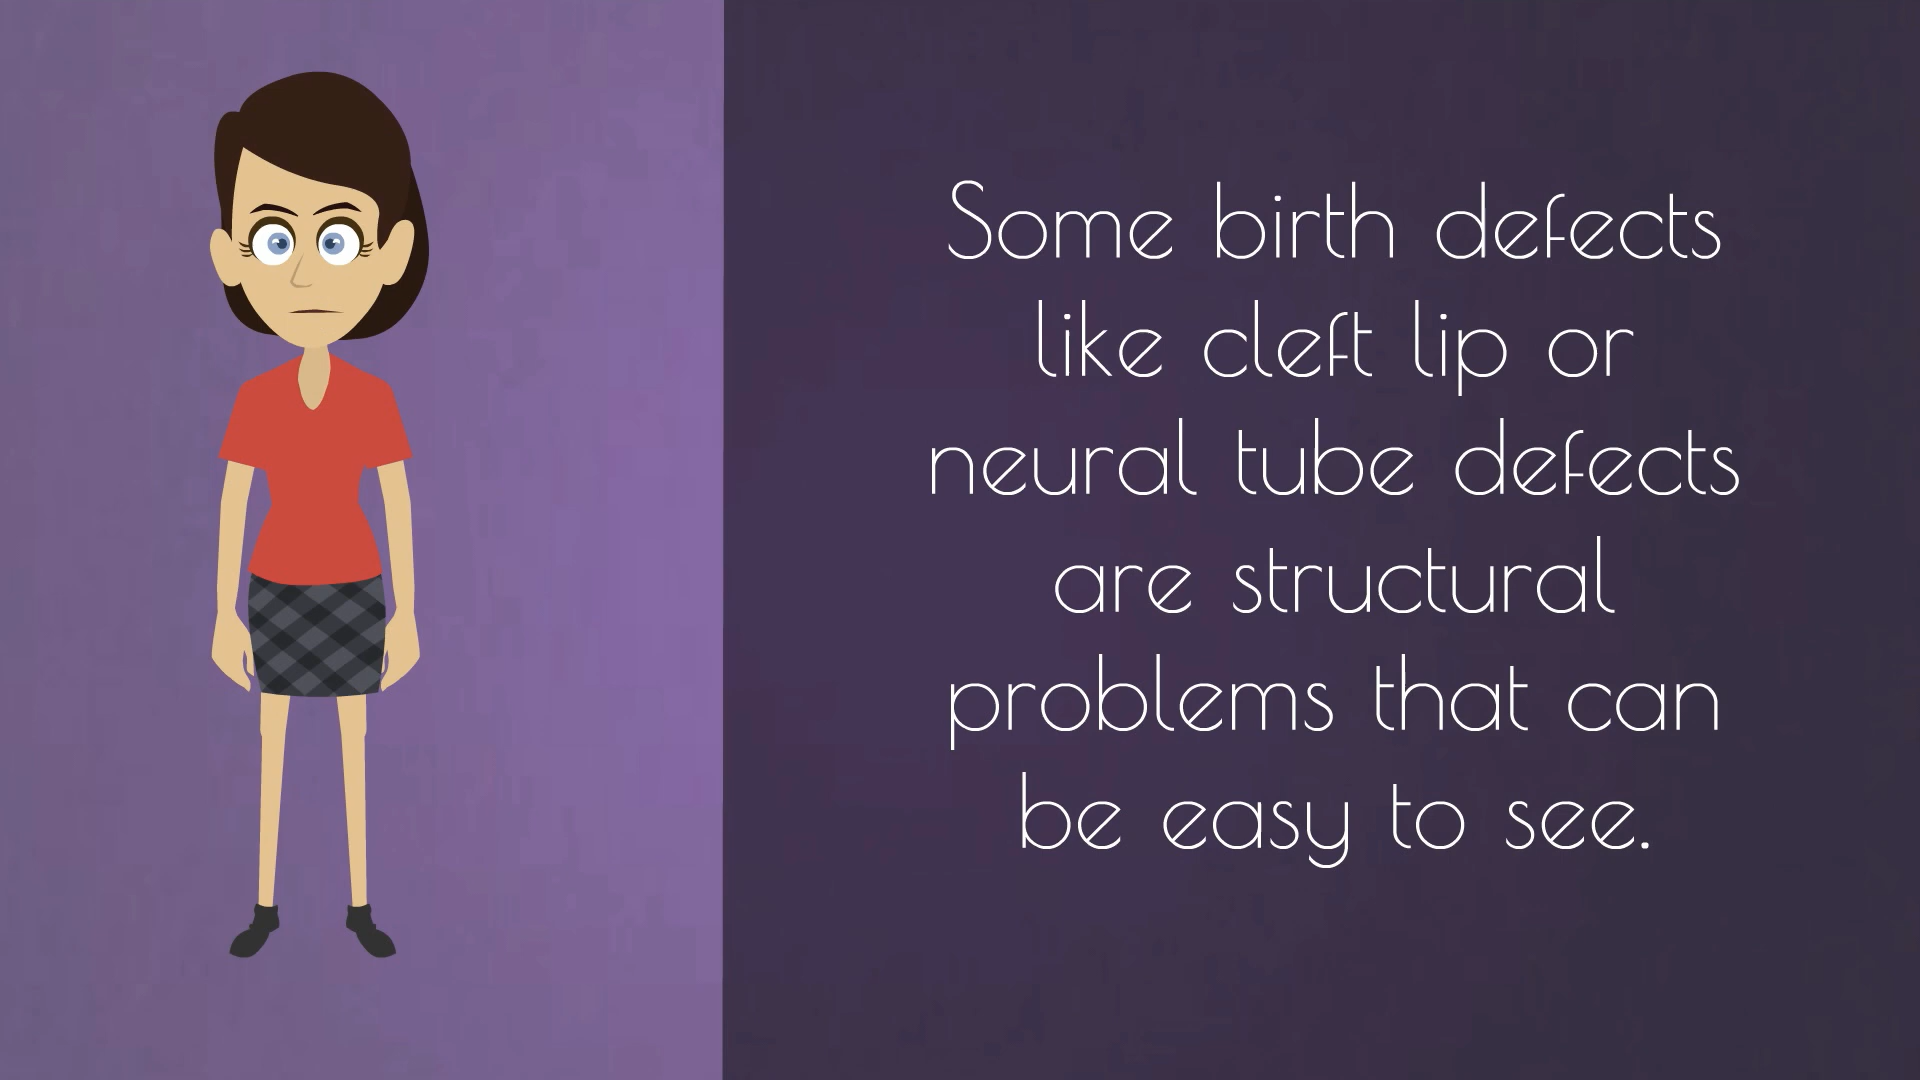 Some birth defects
like cleft lip or
neural tube defects
are structural
problems that can
be easy to see.